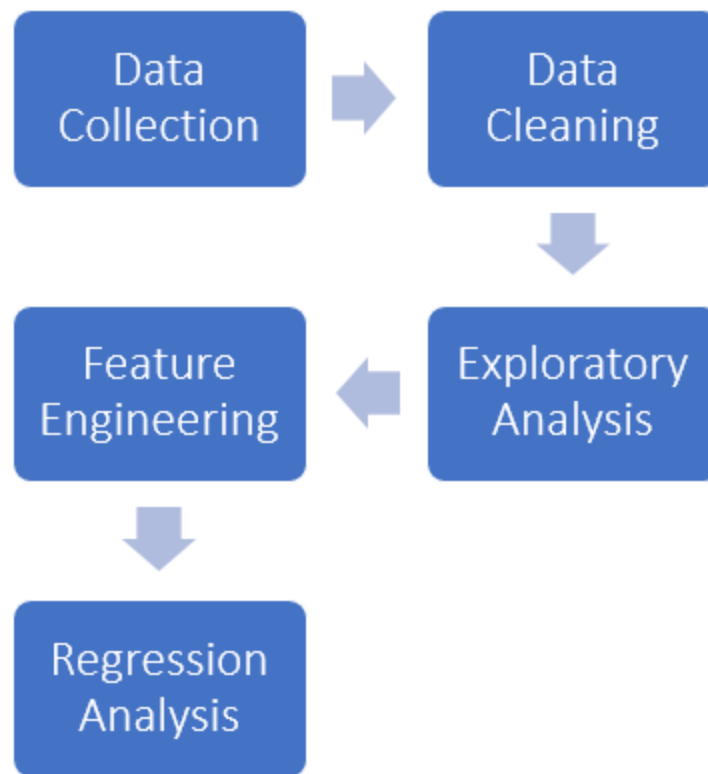 Data
Collection
Data
Cleaning
Exploratory
Analysis
Feature
Engineering
Regression
Analysis